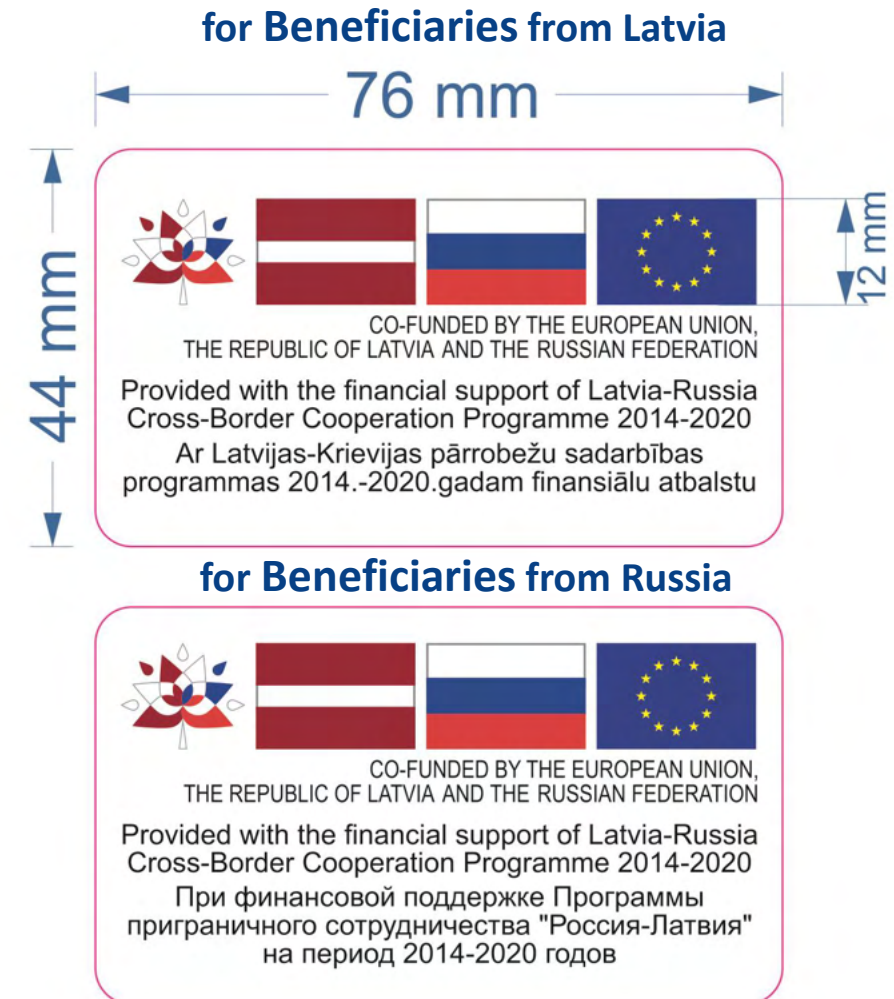 for Beneficiaries from Latvia
76 mm
44 mm
12 mm
CO-FUNDED BY THE EUROPEAN UNION,
THE REPUBLIC OF LATVIA AND THE RUSSIAN FEDERATION
Provided with the financial support of Latvia-Russia
Cross-Border Cooperation Programme 2014-2020
Ar Latvijas-Krievijas pārrobežu sadarbības
programmas 2014.-2020.gadam finansiālu atbalstu
for Beneficiaries from Russia
CO-FUNDED BY THE EUROPEAN UNION,
THE REPUBLIC OF LATVIA AND THE RUSSIAN FEDERATION
Provided with the financial support of Latvia-Russia
Cross-Border Cooperation Programme 2014-2020
При финансовой поддержке Программы
приграничного сотрудничества "Россия-Латвия"
на период 2014-2020 годов